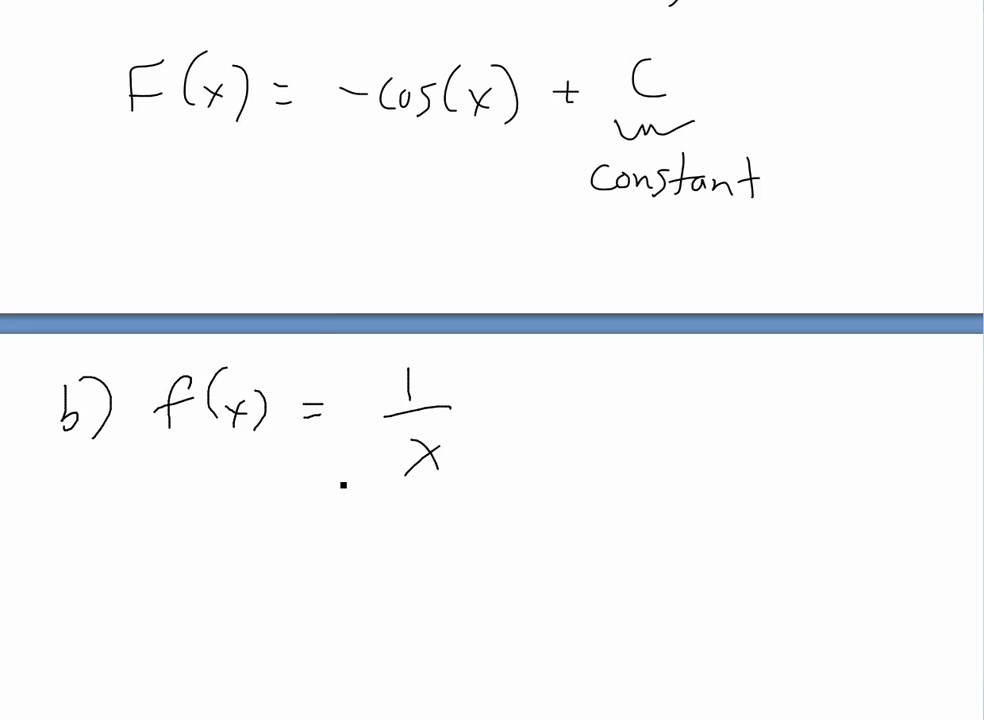 F(x) = -cos(x) + C
constant
b) f(x) = 1/x